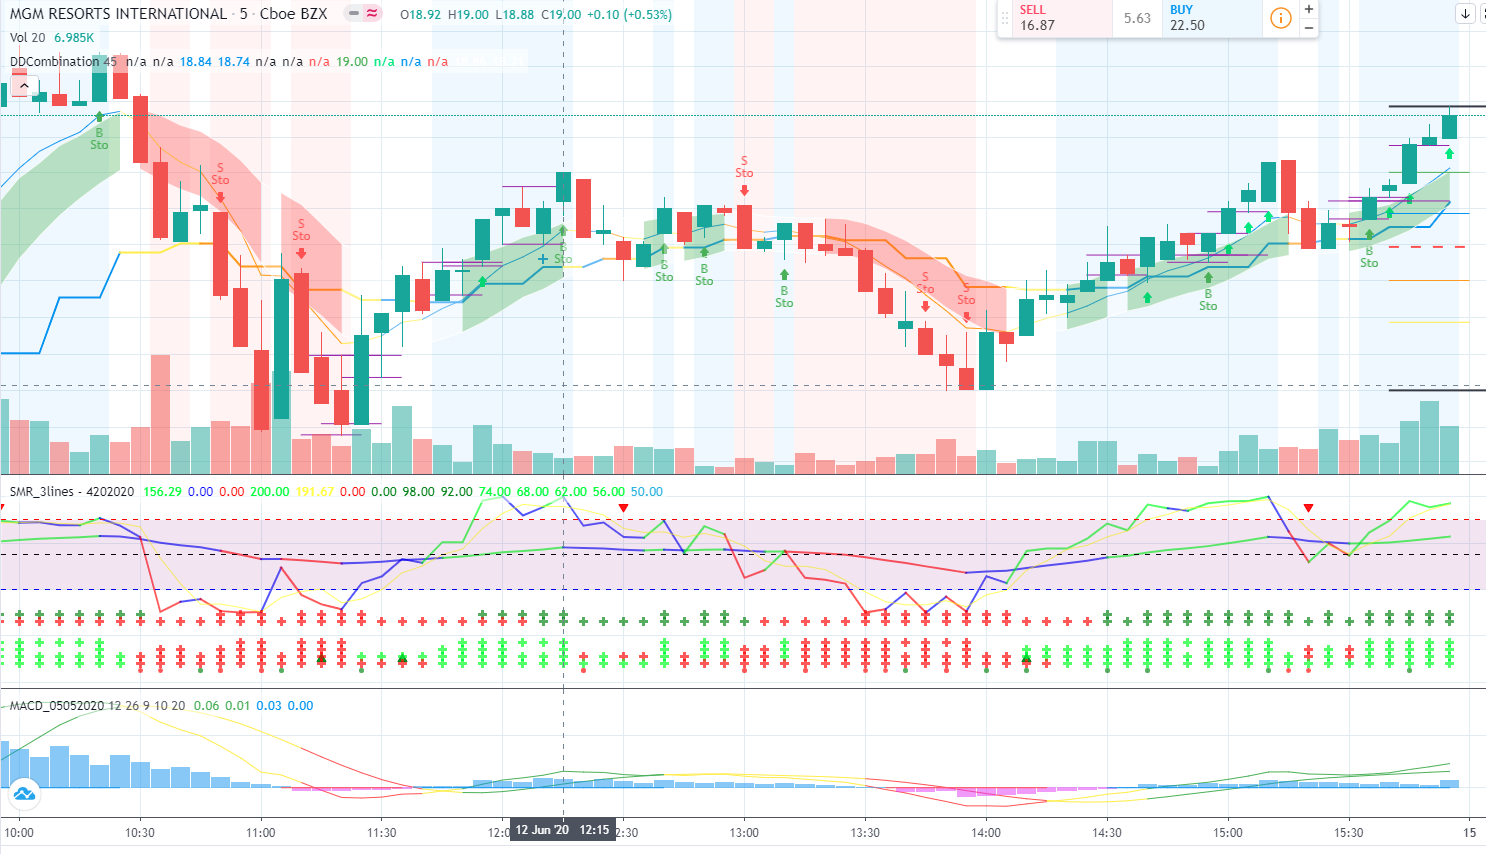 MGM RESORTS INTERNATIONAL · 5 · Cboe BZX O18.92 H19.00 L18.88 C19.00 +0.10 (+0.53%)
SELL 16.87
5.63
BUY 22.50
Vol 20 6.985K
DDCombination 45 n/a n/a 18.84 18.74 n/a n/a n/a 19.00 n/a n/a n/a
B
Sto
S
Sto
S
Sto
B
Sto
B
Sto
B
Sto
S
Sto
B
Sto
S
Sto
S
Sto
B
Sto
B
Sto
SMR_3lines - 4202020 156.29 0.00 0.00 200.00 191.67 0.00 0.00 98.00 92.00 74.00 68.00 62.00 56.00 50.00
MACD_05052020 12 26 9 10 20 0.06 0.01 0.03 0.00
10:00 10:30 11:00 11:30 12:0 12 Jun '20 12:15 2:30 13:00 13:30 14:00 14:30 15:00 15:30 15